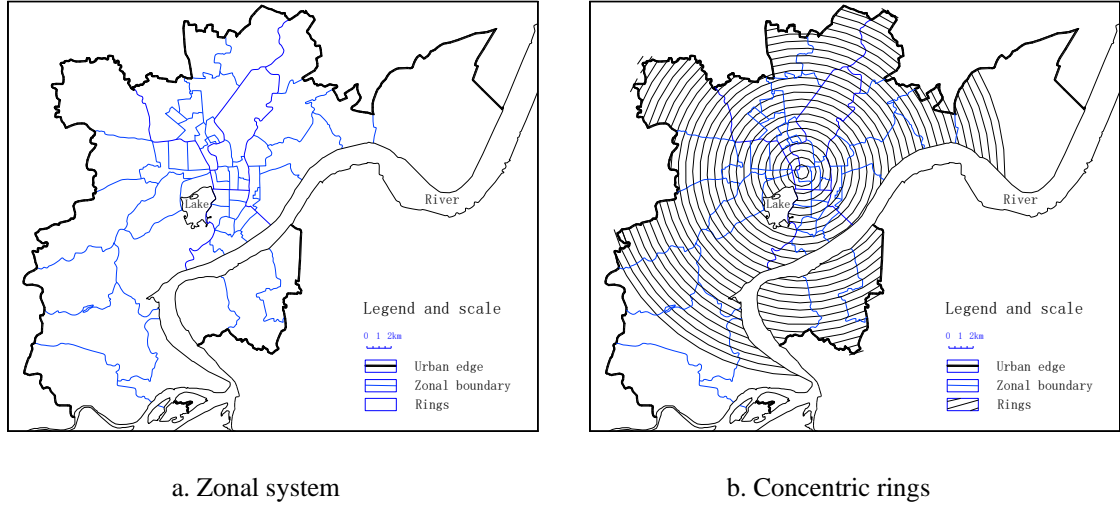 Lake
River
Legend and scale
0 1 2km
Urban edge
Zonal boundary
Rings
a. Zonal system
Lake
River
Legend and scale
0 1 2km
Urban edge
Zonal boundary
Rings
b. Concentric rings